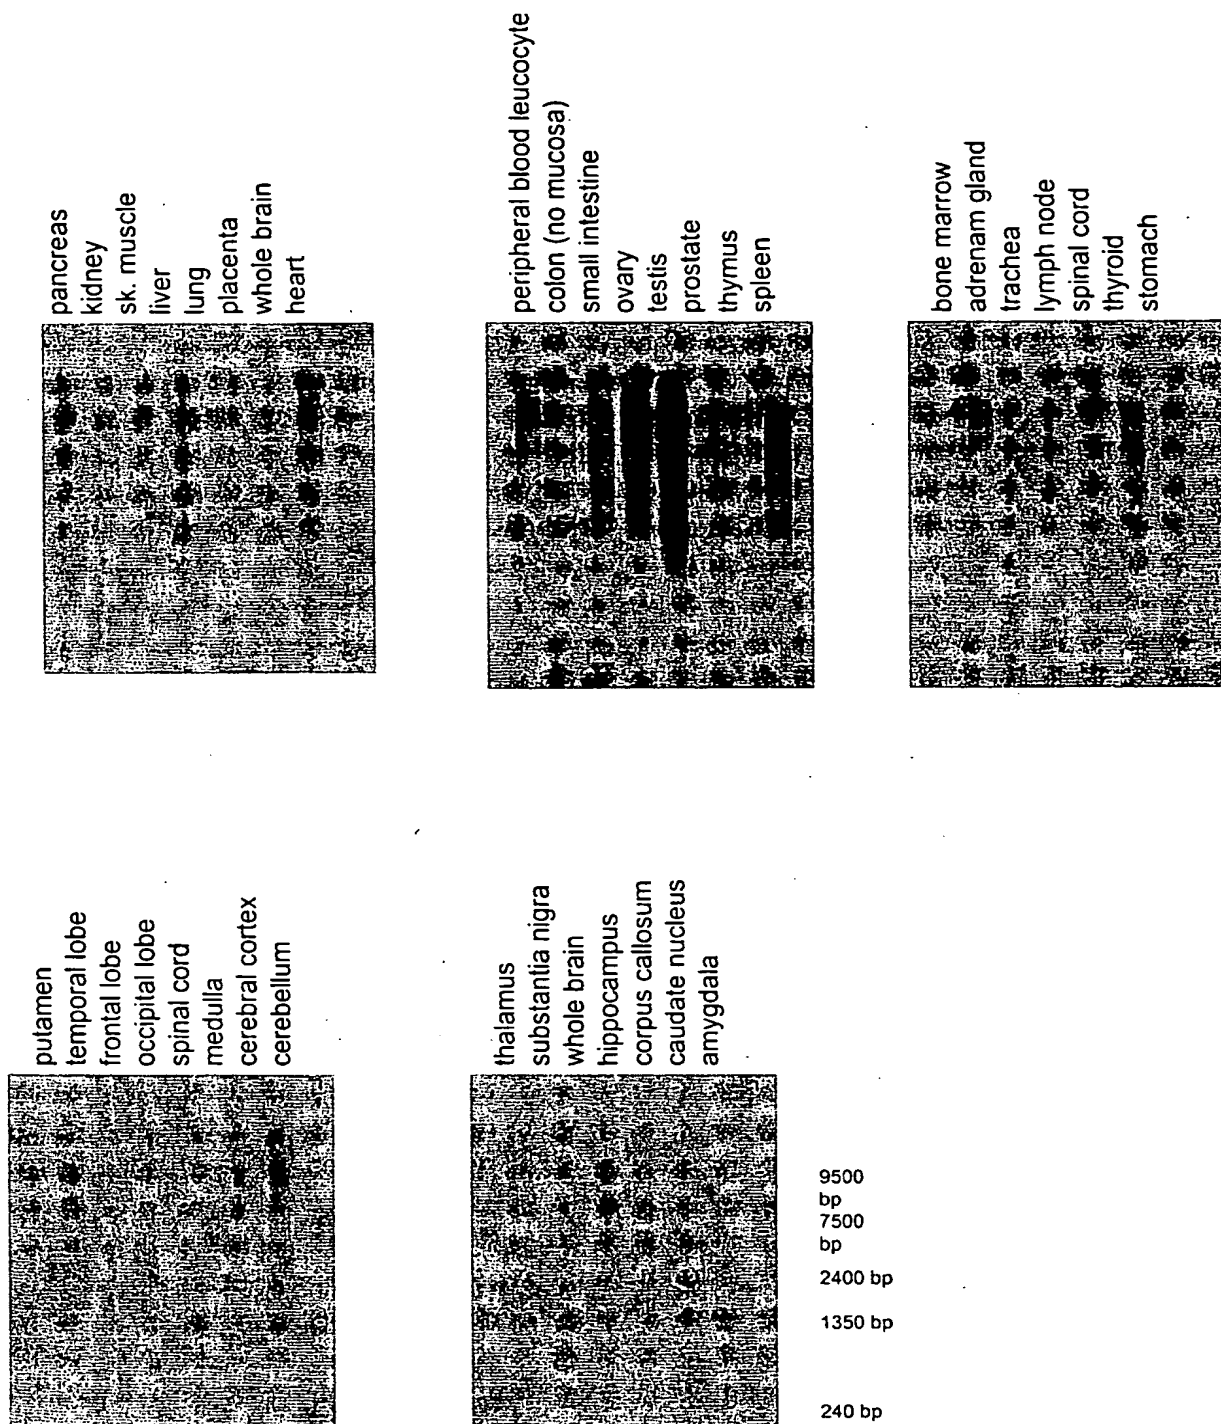 pancreas
kidney
sk. muscle
liver
lung
placenta
whole brain
heart
peripheral blood leucocyte
colon (no mucosa)
small intestine
ovary
testis
prostate
thymus
spleen
bone marrow
adrenam gland
trachea
lymph node
spinal cord
thyroid
stomach
putamen
temporal lobe
frontal lobe
occipital lobe
spinal cord
medulla
cerebral cortex
cerebellum
thalamus
substantia nigra
whole brain
hippocampus
corpus callosum
caudate nucleus
amygdala
9500
bp
7500
bp
2400 bp
1350 bp
240 bp